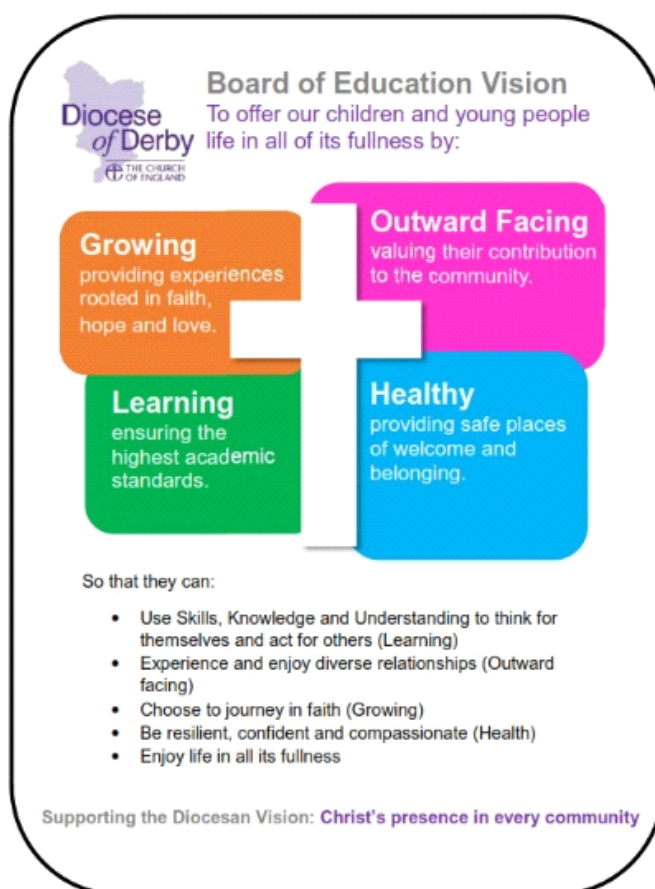 Diocese
of Derby
THE CHURCH
OF ENGLAND
Board of Education Vision
To offer our children and young people
life in all of its fullness by:
Growing
providing experiences
rooted in faith,
hope and love.
Outward Facing
valuing their contribution
to the community.
Learning
ensuring the
highest academic
standards.
Healthy
providing safe places
of welcome and
belonging.
So that they can:
• Use Skills, Knowledge and Understanding to think for
themselves and act for others (Learning)
• Experience and enjoy diverse relationships (Outward
facing)
• Choose to journey in faith (Growing)
• Be resilient, confident and compassionate (Health)
• Enjoy life in all its fullness
Supporting the Diocesan Vision: Christ's presence in every community